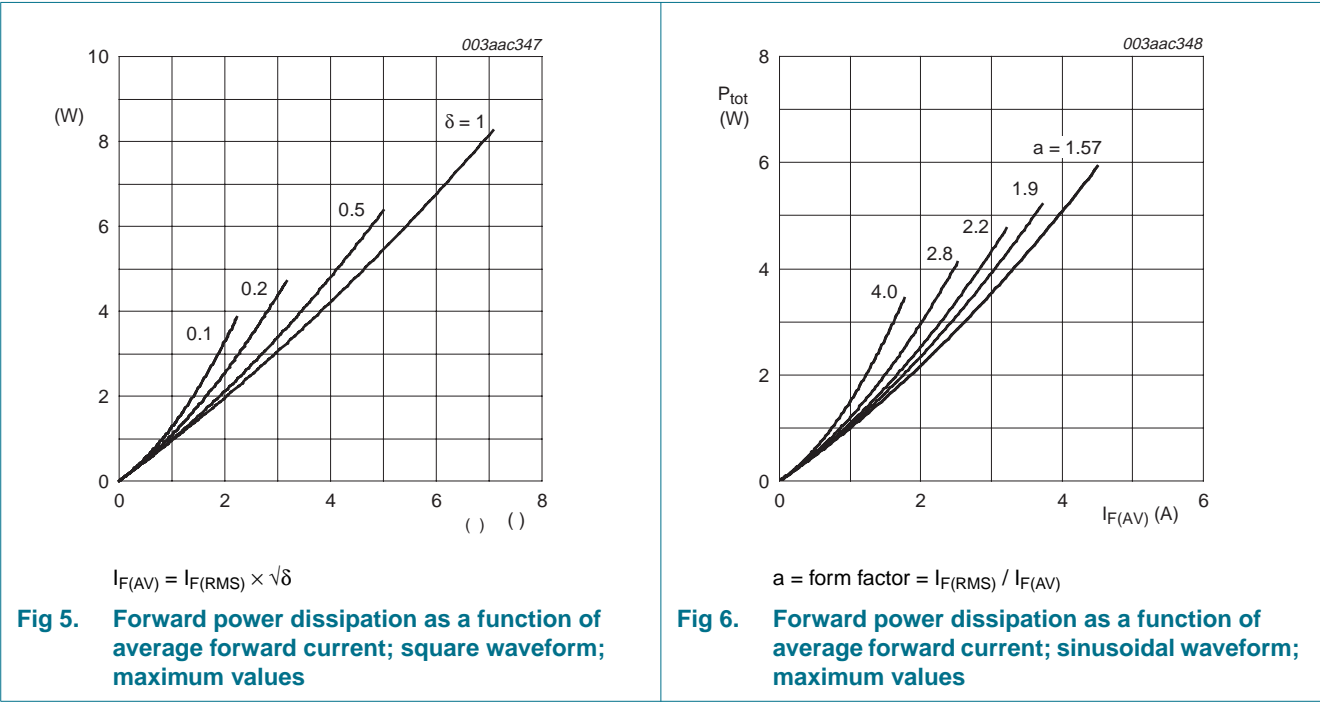 003aac347
10
(W)
8
6
4
2
0
δ = 1
0.5
0.2
0.1
0 2 4 6 8
( ) ( )
I_F(AV) = I_F(RMS) × √δ
Fig 5. Forward power dissipation as a function of
average forward current; square waveform;
maximum values
003aac348
8
P_tot
(W)
6
4
2
0
a = 1.57
1.9
2.2
2.8
4.0
0 2 4 6
I_F(AV) (A)
a = form factor = I_F(RMS) / I_F(AV)
Fig 6. Forward power dissipation as a function of
average forward current; sinusoidal waveform;
maximum values